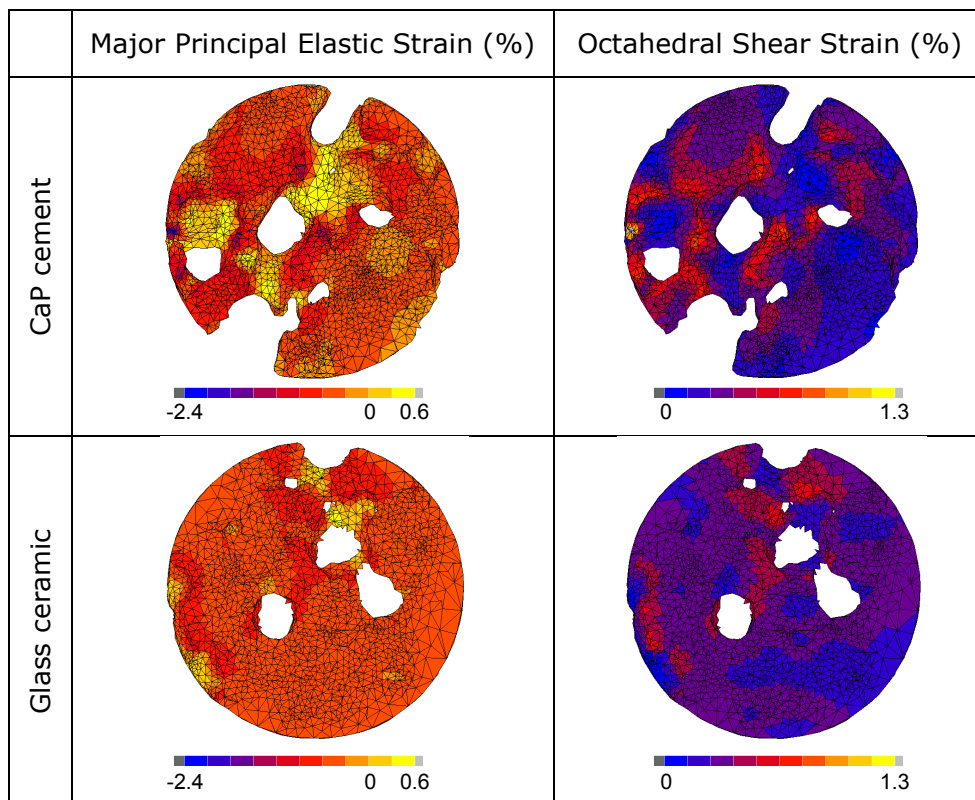 Major Principal Elastic Strain (%)
Octahedral Shear Strain (%)
CaP cement
-2.4 0 0.6
0 1.3
Glass ceramic
-2.4 0 0.6
0 1.3